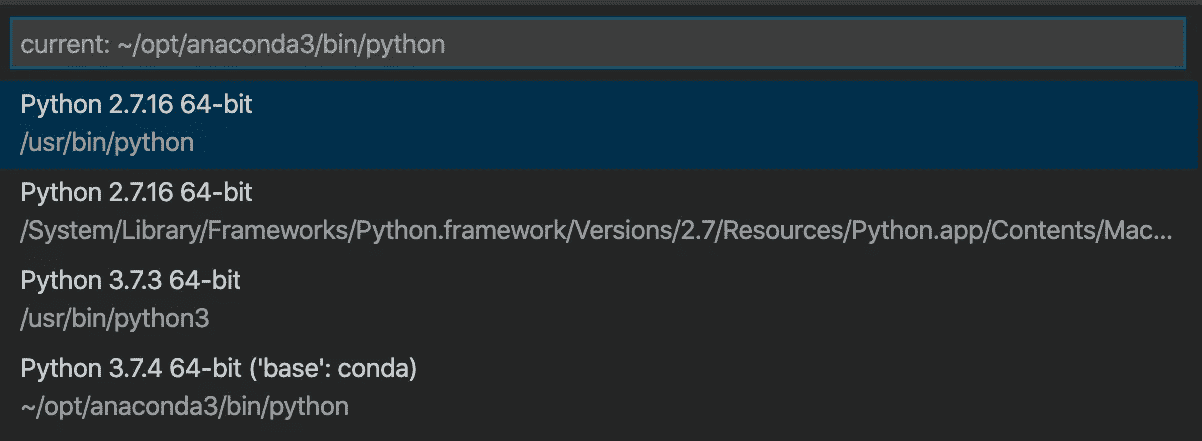 current: ~/opt/anaconda3/bin/python
Python 2.7.16 64-bit
/usr/bin/python
Python 2.7.16 64-bit
/System/Library/Frameworks/Python.framework/Versions/2.7/Resources/Python.app/Contents/Mac...
Python 3.7.3 64-bit
/usr/bin/python3
Python 3.7.4 64-bit ('base': conda)
~/opt/anaconda3/bin/python